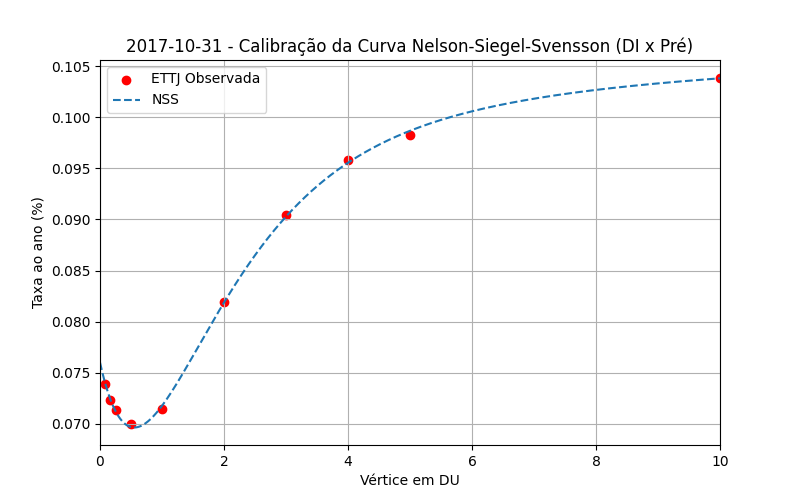 2017-10-31 - Calibração da Curva Nelson-Siegel-Svensson (DI x Pré)
ETTJ Observada
NSS
Taxa ao ano (%)
0.105
0.100
0.095
0.090
0.085
0.080
0.075
0.070
0 2 4 6 8 10
Vértice em DU